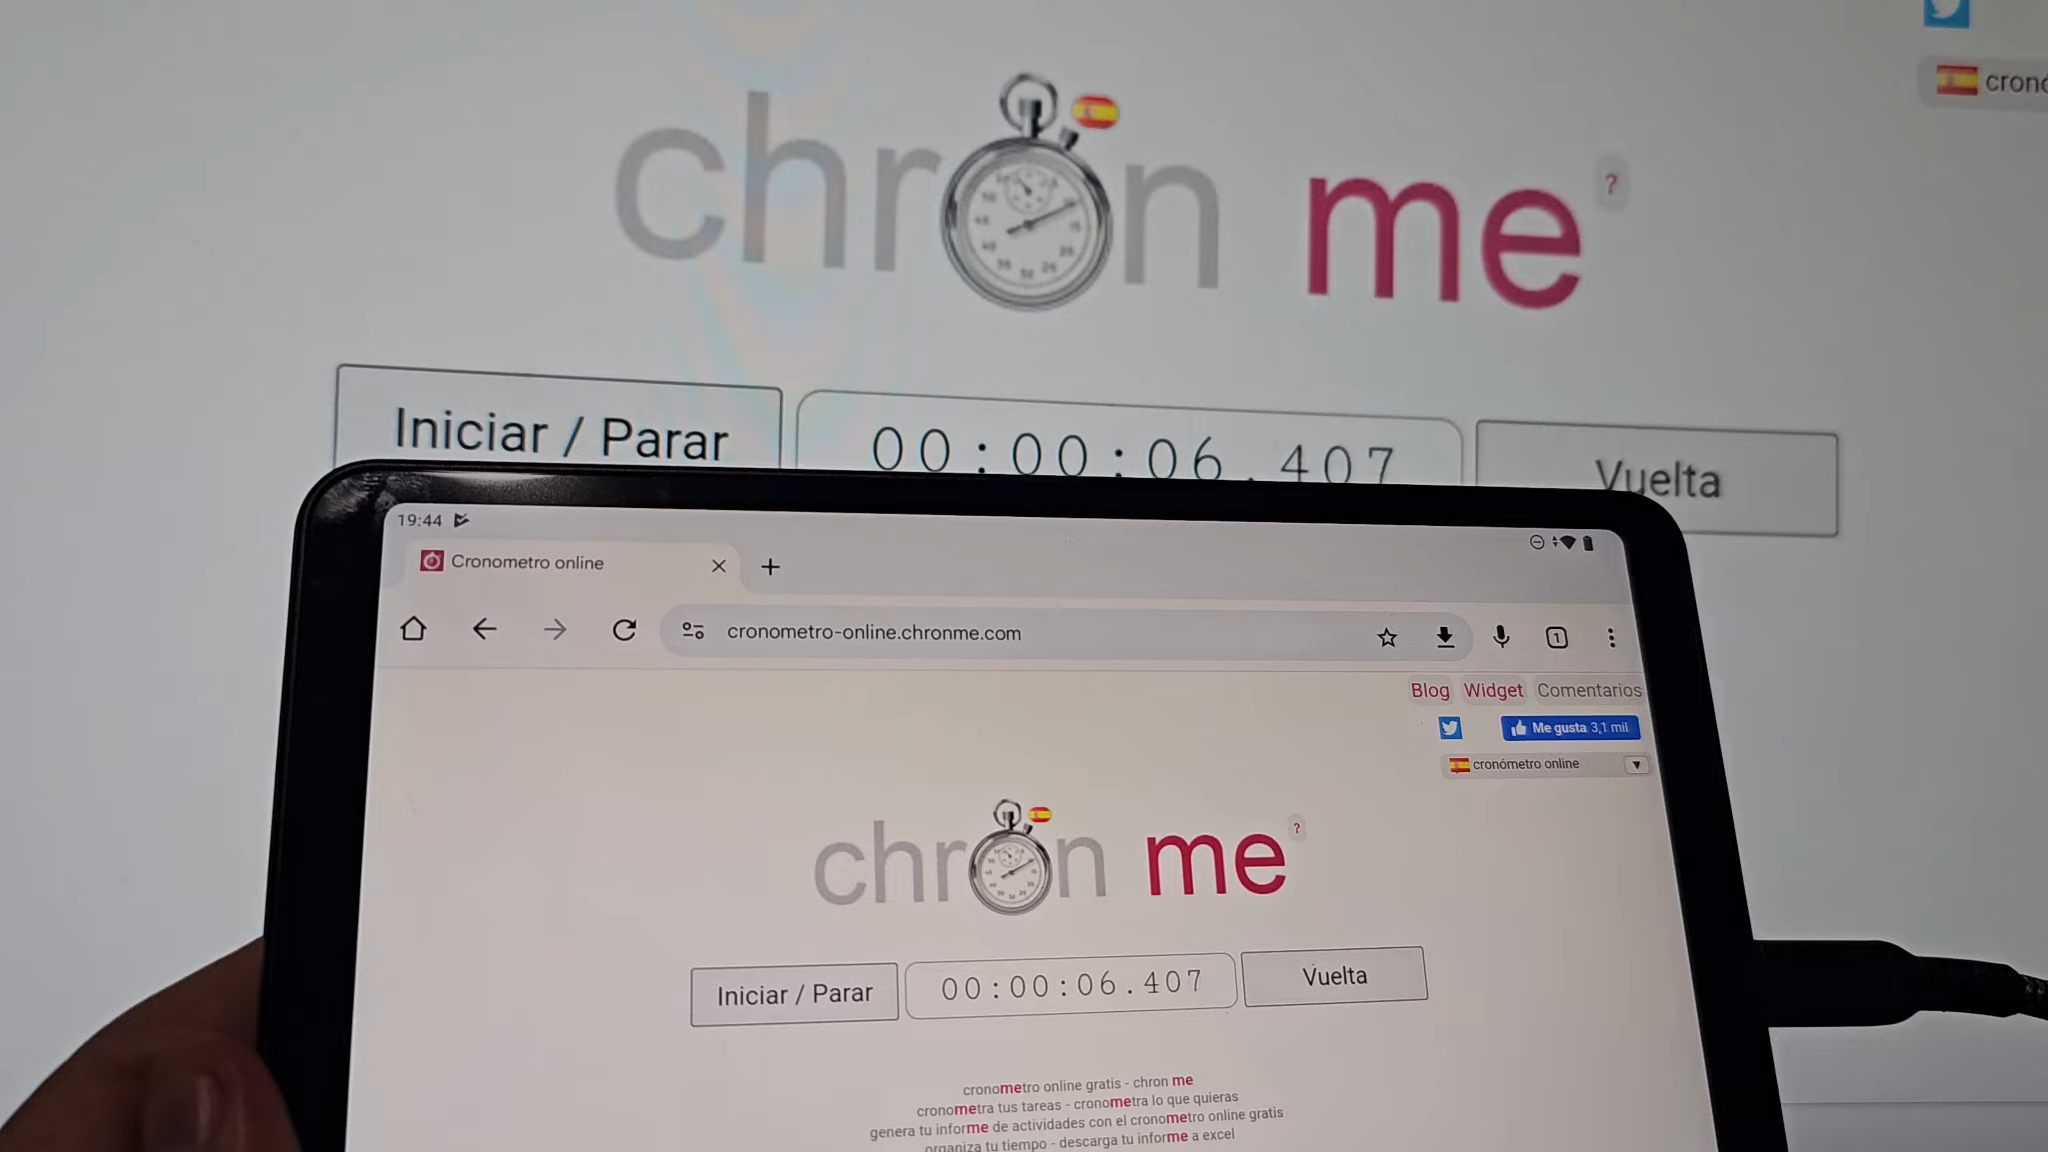 cronó
chron me ?
Iniciar / Parar 00:00:06.407 Vuelta
19:44
Cronometro online
cronometro-online.chronme.com
1
Blog Widget Comentarios
Me gusta 3,1 mil
cronómetro online
chron me ?
Iniciar / Parar 00:00:06.407 Vuelta
cronometro online gratis - chron me
cronometra tus tareas - cronometra lo que quieras
genera tu informe de actividades con el cronometro online gratis
organiza tu tiempo - descarga tu informe a excel